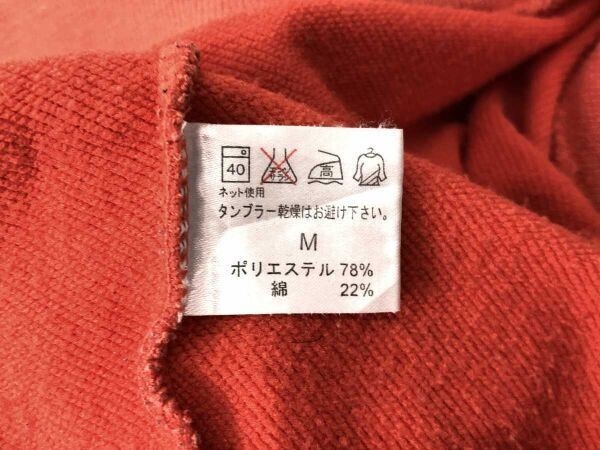 40 高
ネット使用
タンブラー乾燥はお避け下さい。
M
ポリエステル 78%
綿 22%